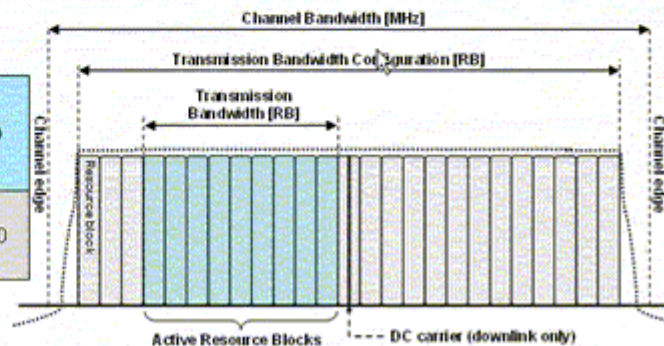 Channel Bandwidth [MHz]
Transmission Bandwidth Configuration [RB]
Transmission
Bandwidth [RB]
Channel edge
Resource block
Channel edge
Active Resource Blocks
DC carrier (downlink only)